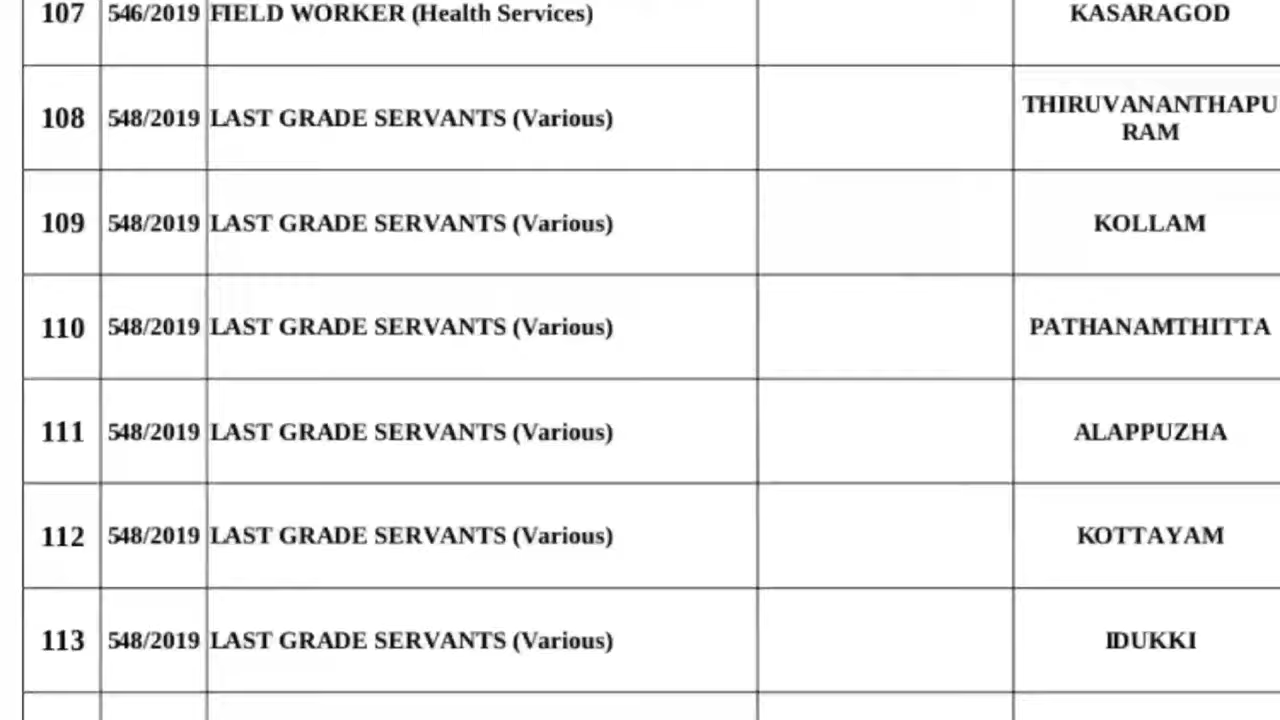 107 546/2019 FIELD WORKER (Health Services) KASARAGOD
108 548/2019 LAST GRADE SERVANTS (Various) THIRUVANANTHAPU
RAM
109 548/2019 LAST GRADE SERVANTS (Various) KOLLAM
110 548/2019 LAST GRADE SERVANTS (Various) PATHANAMTHITTA
111 548/2019 LAST GRADE SERVANTS (Various) ALAPPUZHA
112 548/2019 LAST GRADE SERVANTS (Various) KOTTAYAM
113 548/2019 LAST GRADE SERVANTS (Various) IDUKKI